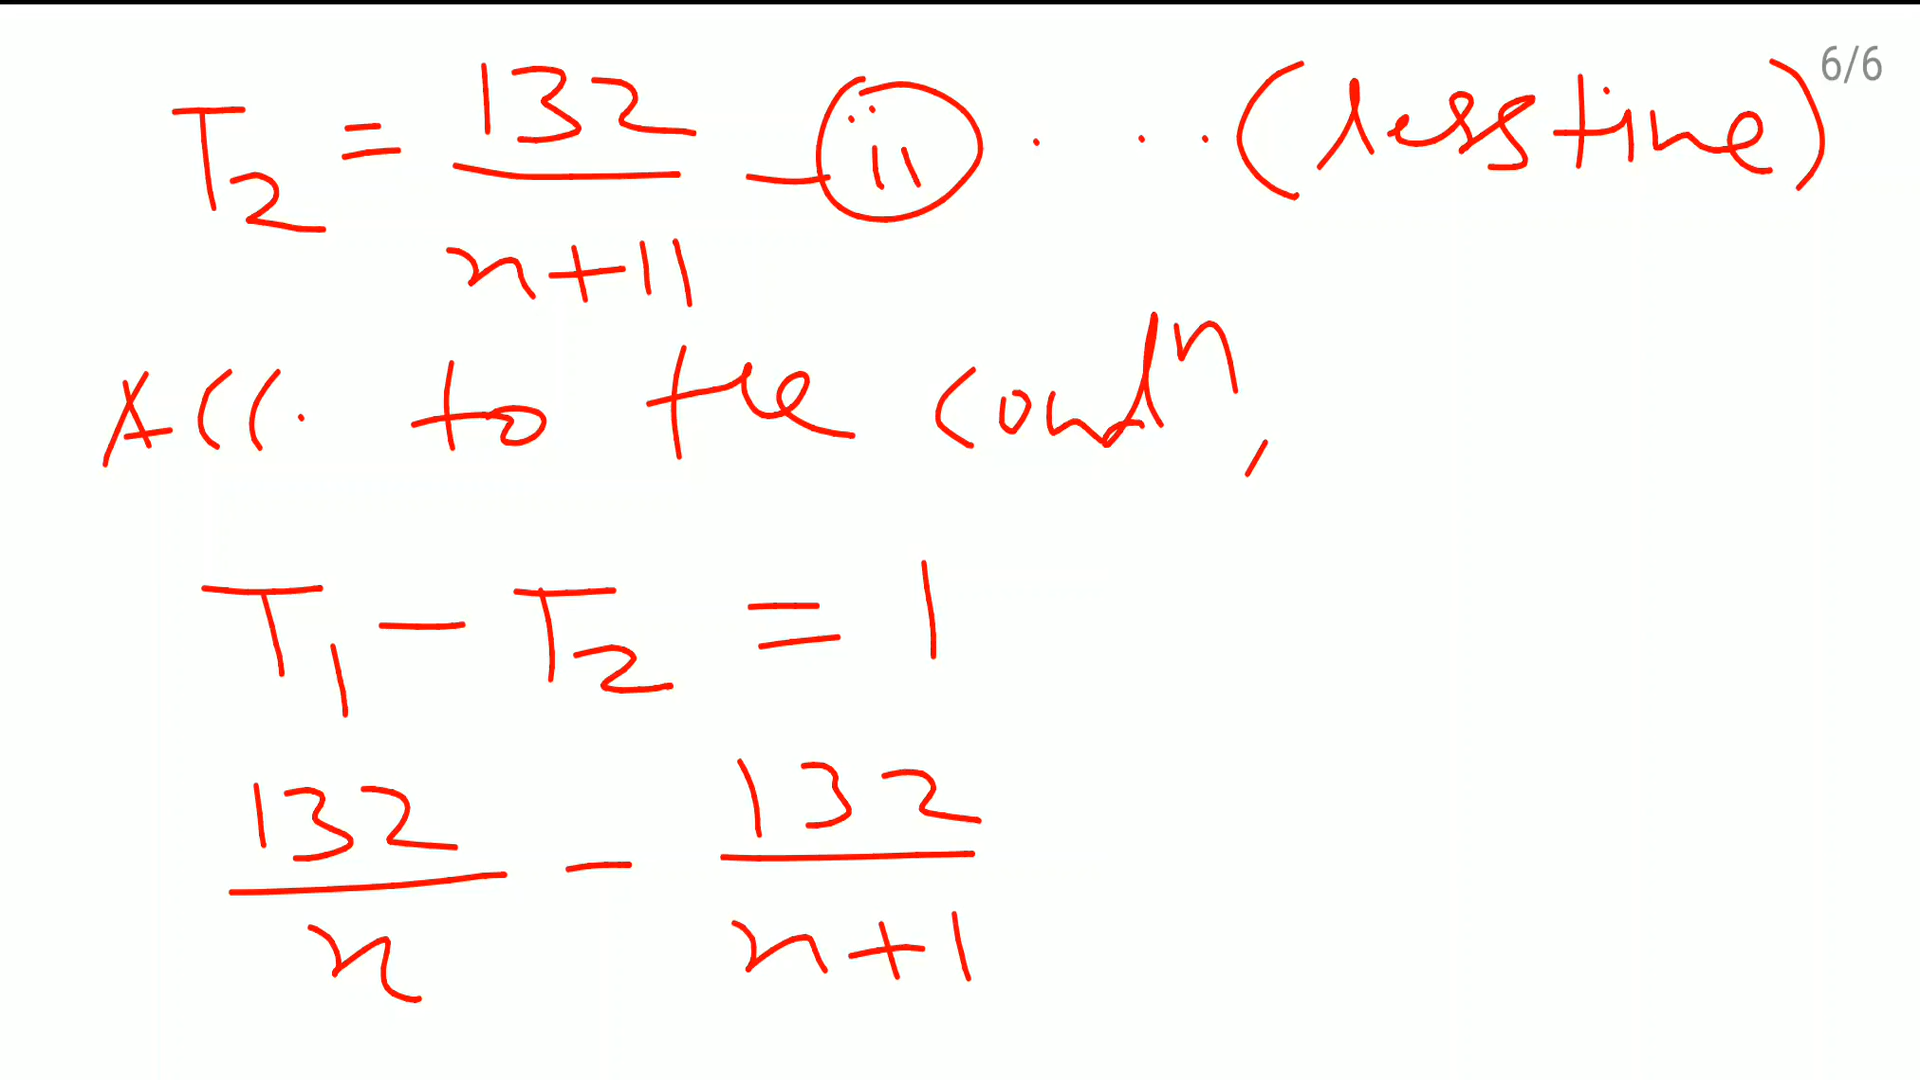 T₂ = 132/(x+11) — (ii) . . . (less time)
6/6
Acc. to the condⁿ,
T₁ − T₂ = 1
132/x − 132/(x+1